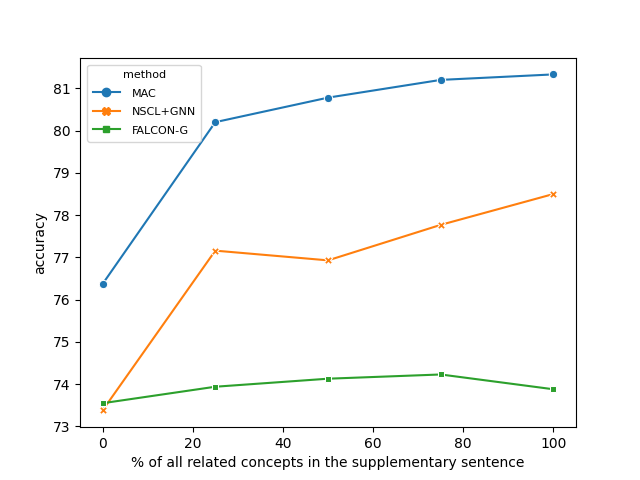 method
MAC
NSCL+GNN
FALCON-G
accuracy
81
80
79
78
77
76
75
74
73
0 20 40 60 80 100
% of all related concepts in the supplementary sentence